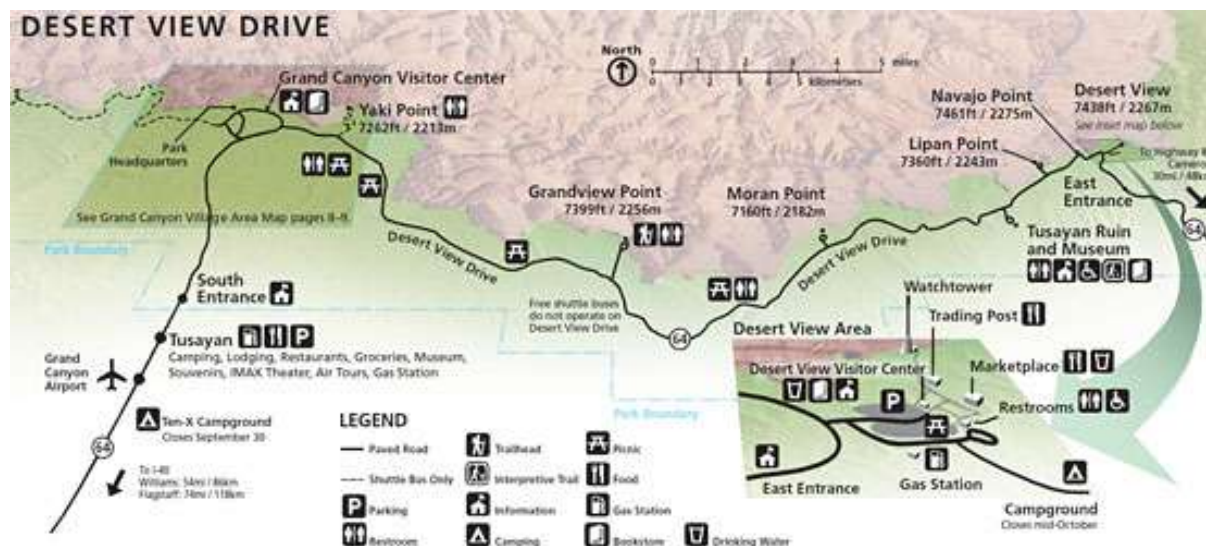 DESERT VIEW DRIVE
North
0 1 2 3 4 5 miles
kilometers
Grand Canyon Visitor Center
Yaki Point
7262ft / 2213m
Park
Headquarters
See Grand Canyon Village Area Map pages 8–9.
Park Boundary
Desert View Drive
Grandview Point
7399ft / 2256m
Moran Point
7160ft / 2182m
Desert View Drive
Navajo Point
7461ft / 2275m
Desert View
7438ft / 2267m
See inset map below
Lipan Point
7360ft / 2243m
To Highway
30mi / 48km
East
Entrance
64
Tusayan Ruin
and Museum
South
Entrance
Free shuttle buses
do not operate on
Desert View Drive
64
Tusayan
P
Camping, Lodging, Restaurants, Groceries, Museum,
Souvenirs, IMAX Theater, Air Tours, Gas Station
Grand
Canyon
Airport
Ten-X Campground
Closes September 30
64
To I-40
Williams: 54mi / 86km
Flagstaff: 74mi / 118km
Park Boundary
Desert View Area
Watchtower
Trading Post
Marketplace
Desert View Visitor Center
P
Restrooms
East Entrance
Gas Station
Campground
Closes mid-October
LEGEND
Paved Road
Shuttle Bus Only
P Parking
Restroom
Trailhead
Interpretive Trail
Information
Camping
Picnic
Food
Gas Station
Bookstore
Drinking Water